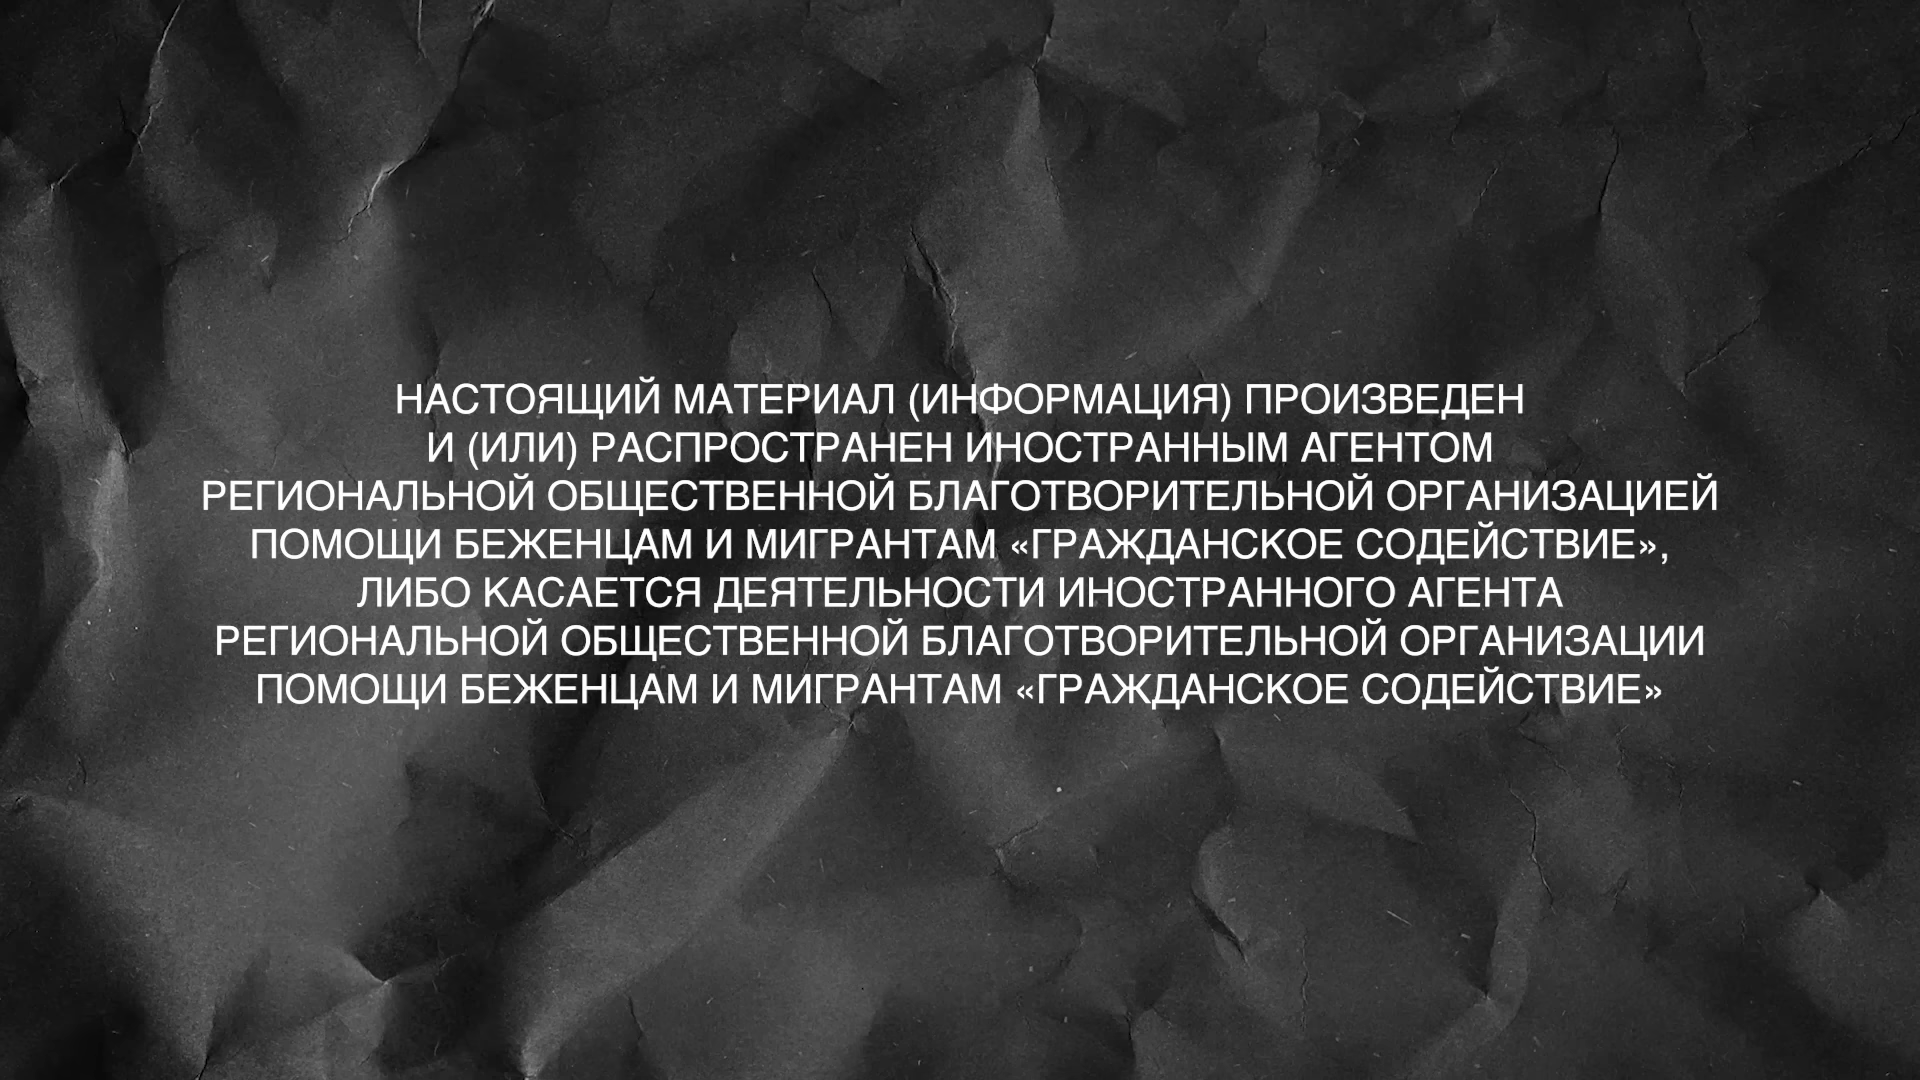 НАСТОЯЩИЙ МАТЕРИАЛ (ИНФОРМАЦИЯ) ПРОИЗВЕДЕН
И (ИЛИ) РАСПРОСТРАНЕН ИНОСТРАННЫМ АГЕНТОМ
РЕГИОНАЛЬНОЙ ОБЩЕСТВЕННОЙ БЛАГОТВОРИТЕЛЬНОЙ ОРГАНИЗАЦИЕЙ
ПОМОЩИ БЕЖЕНЦАМ И МИГРАНТАМ «ГРАЖДАНСКОЕ СОДЕЙСТВИЕ»,
ЛИБО КАСАЕТСЯ ДЕЯТЕЛЬНОСТИ ИНОСТРАННОГО АГЕНТА
РЕГИОНАЛЬНОЙ ОБЩЕСТВЕННОЙ БЛАГОТВОРИТЕЛЬНОЙ ОРГАНИЗАЦИИ
ПОМОЩИ БЕЖЕНЦАМ И МИГРАНТАМ «ГРАЖДАНСКОЕ СОДЕЙСТВИЕ»